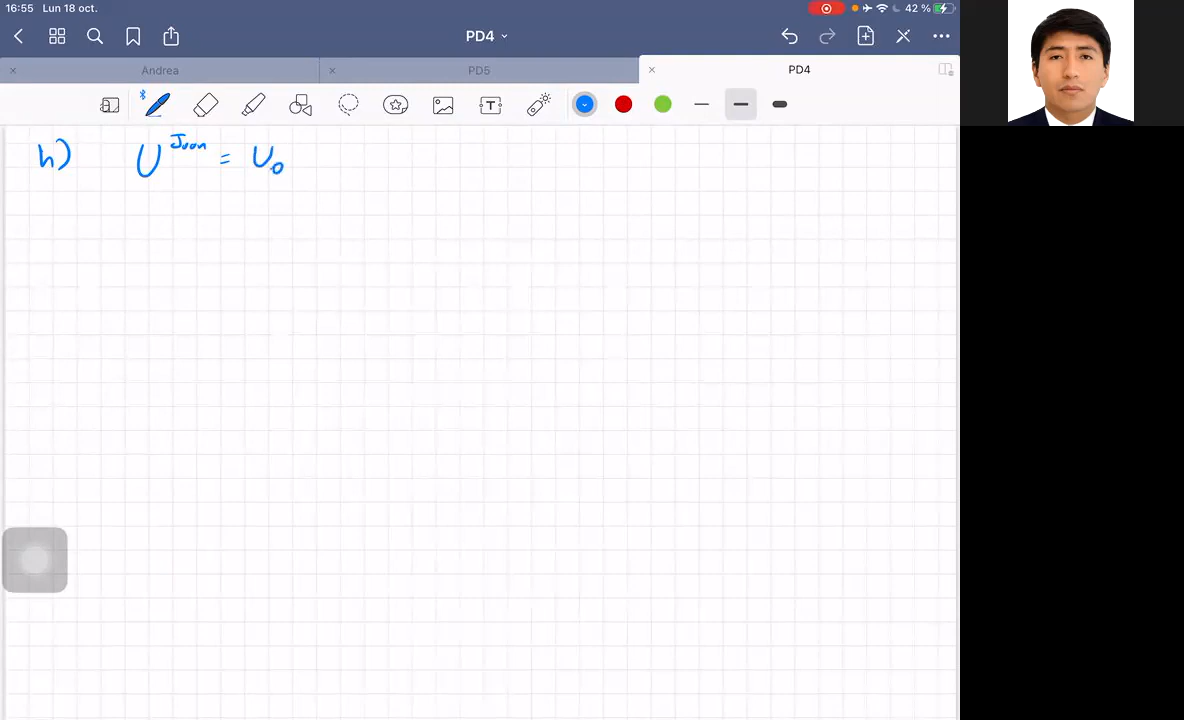 16:55 Lun 18 oct. 42 %
PD4
Andrea PD5 PD4
T
h) U^Juan = U₀